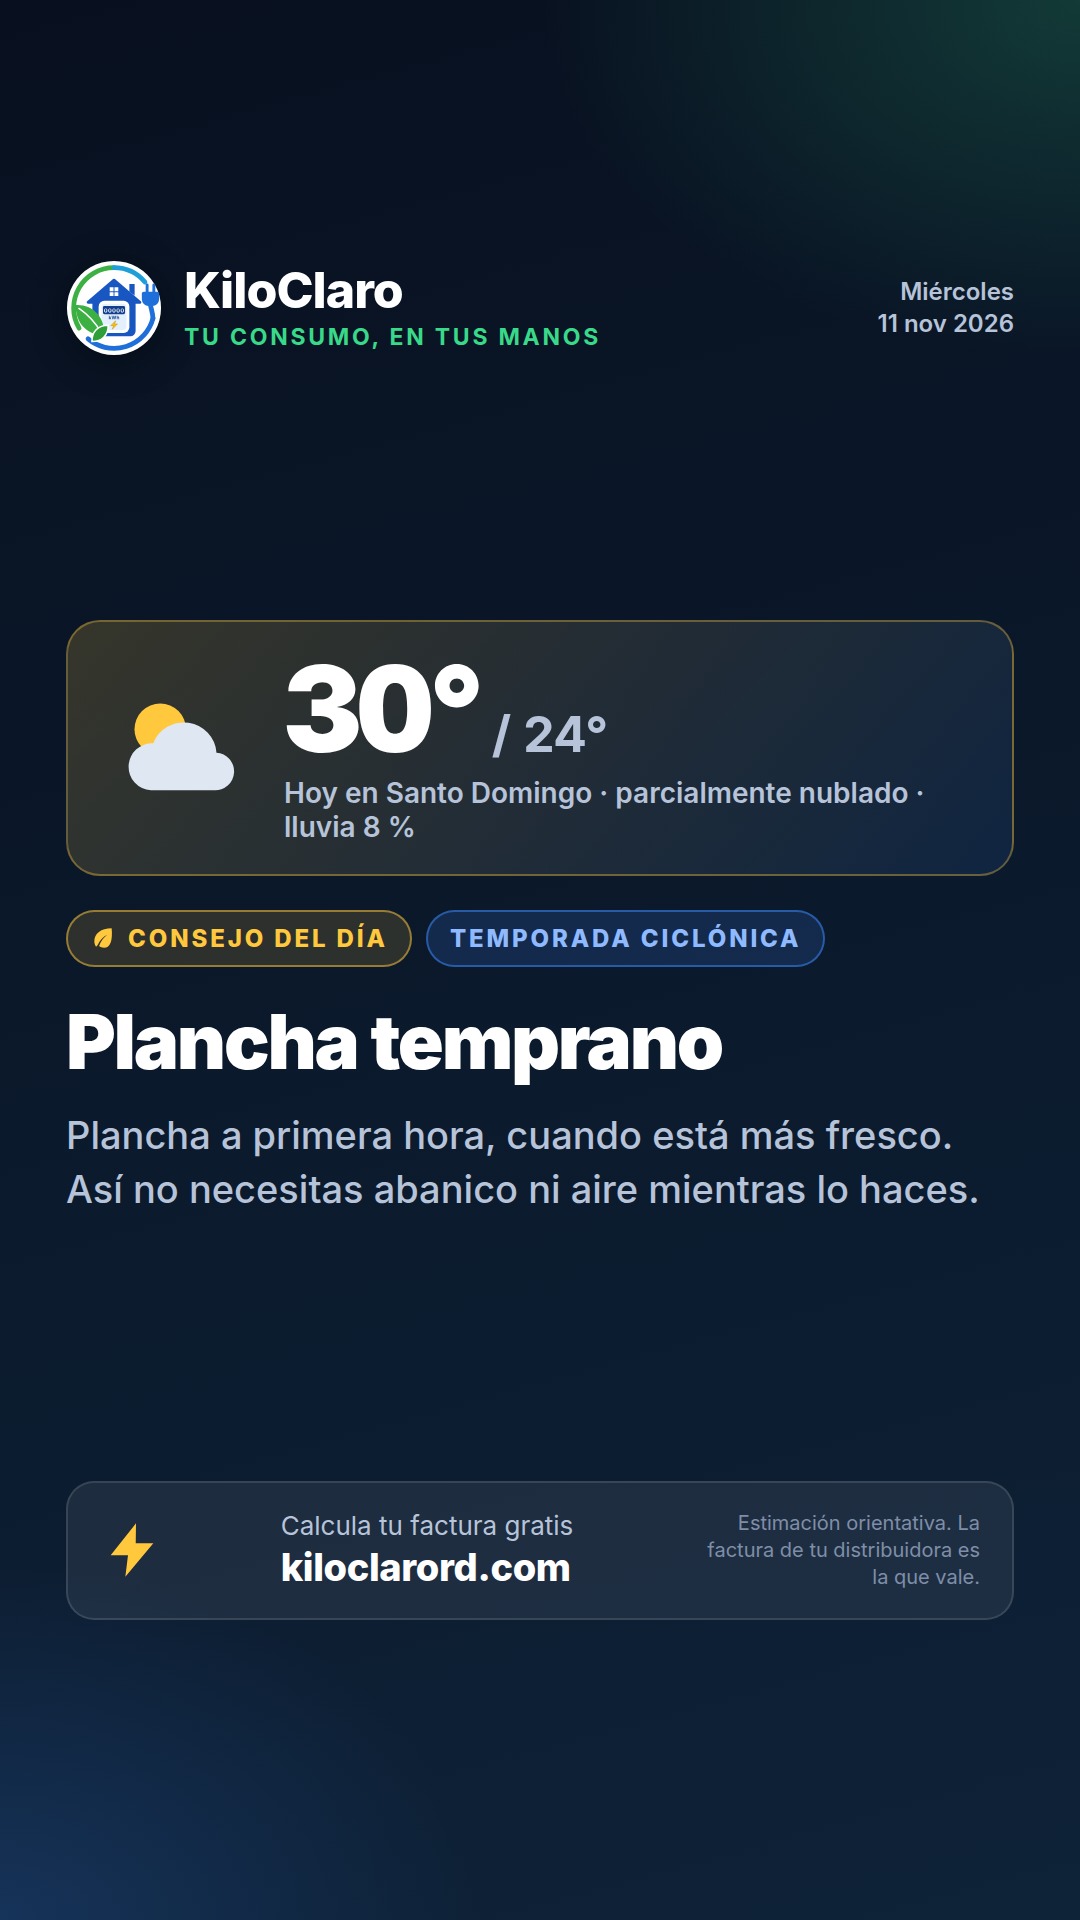 KiloClaro
TU CONSUMO, EN TUS MANOS
Miércoles
11 nov 2026
30° / 24°
Hoy en Santo Domingo · parcialmente nublado ·
lluvia 8 %
CONSEJO DEL DÍA
TEMPORADA CICLÓNICA
Plancha temprano
Plancha a primera hora, cuando está más fresco.
Así no necesitas abanico ni aire mientras lo haces.
Calcula tu factura gratis
kiloclarord.com
Estimación orientativa. La
factura de tu distribuidora es
la que vale.